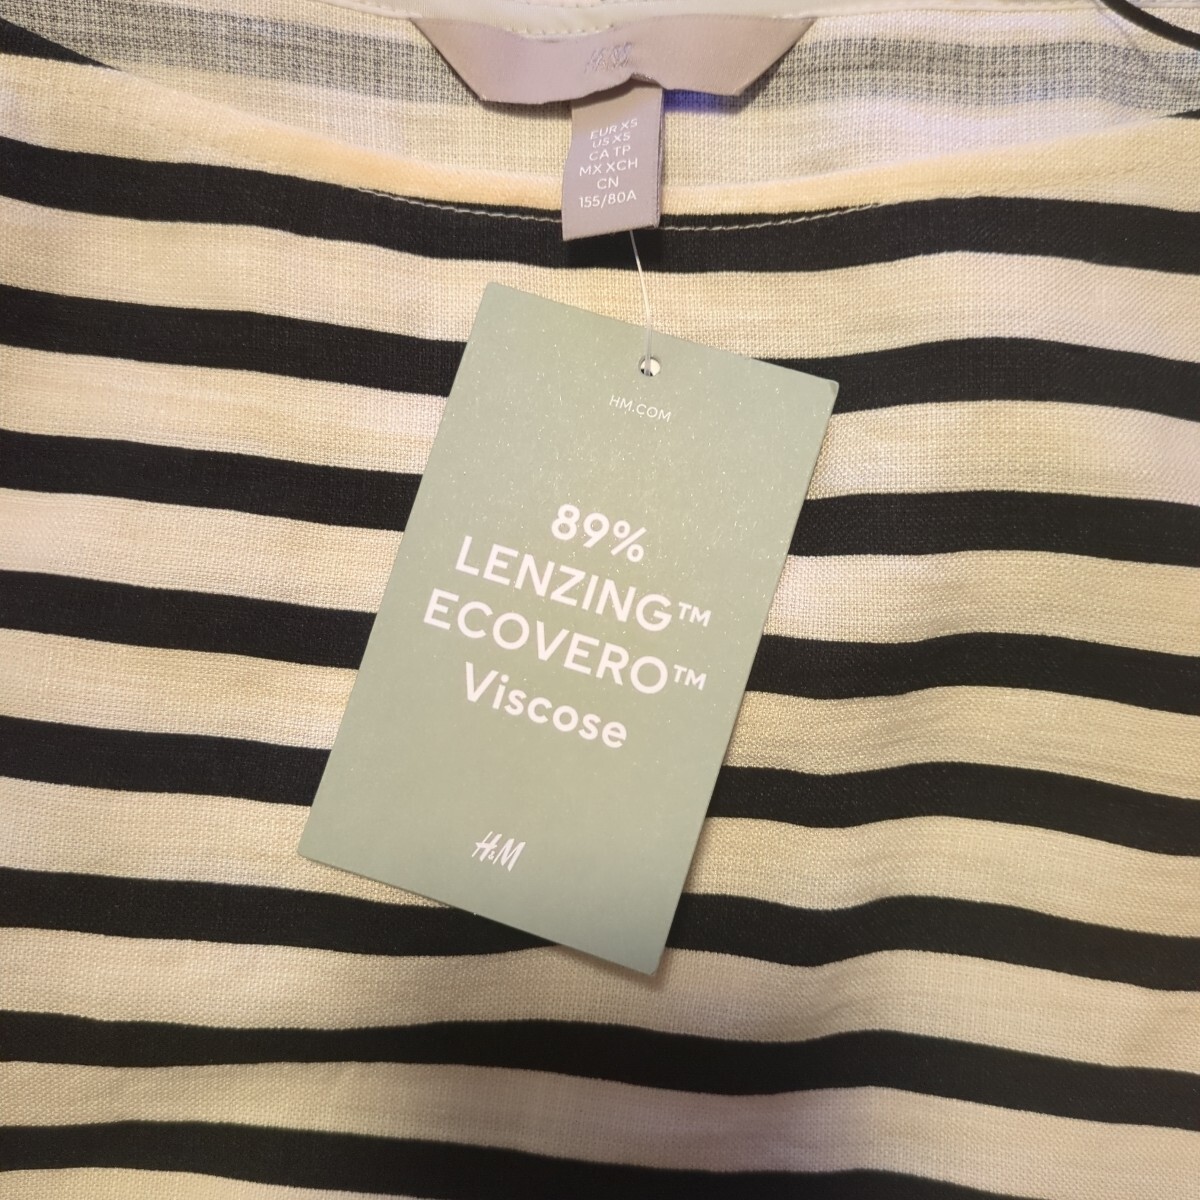 H&M
EUR XS
US XS
CA TP
MX XCH
CN
155/80A
HM.COM
89%
LENZING™
ECOVERO™
Viscose
H&M